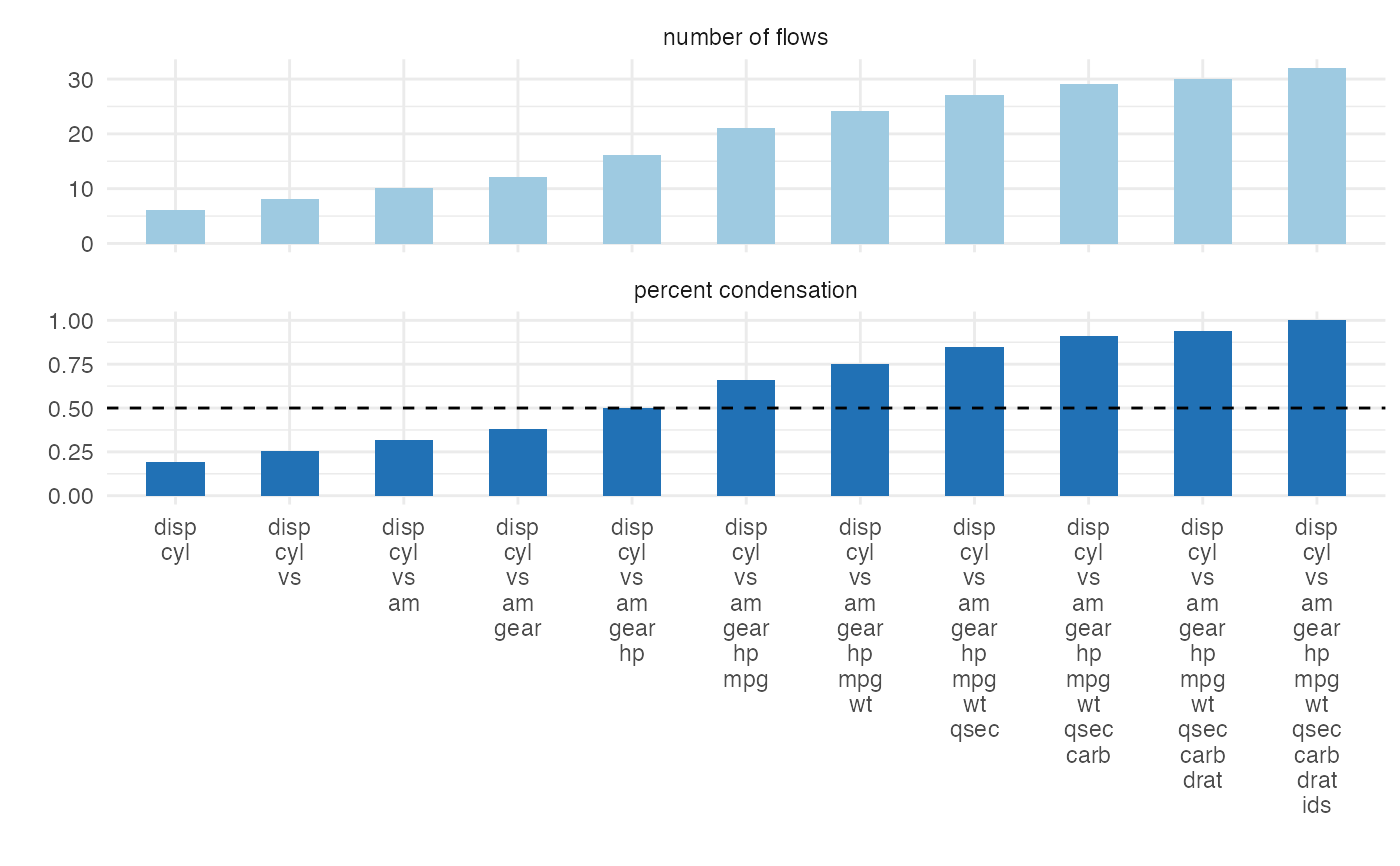 number of flows
30
20
10
0
percent condensation
1.00
0.75
0.50
0.25
0.00
disp disp disp disp disp disp disp disp disp disp disp
cyl cyl cyl cyl cyl cyl cyl cyl cyl cyl cyl
vs vs vs vs vs vs vs vs vs vs
am am am am am am am am am
gear gear gear gear gear gear gear gear
hp hp hp hp hp hp hp
mpg mpg mpg mpg mpg mpg
wt wt wt wt wt
qsec qsec qsec qsec
carb carb carb
drat drat
ids